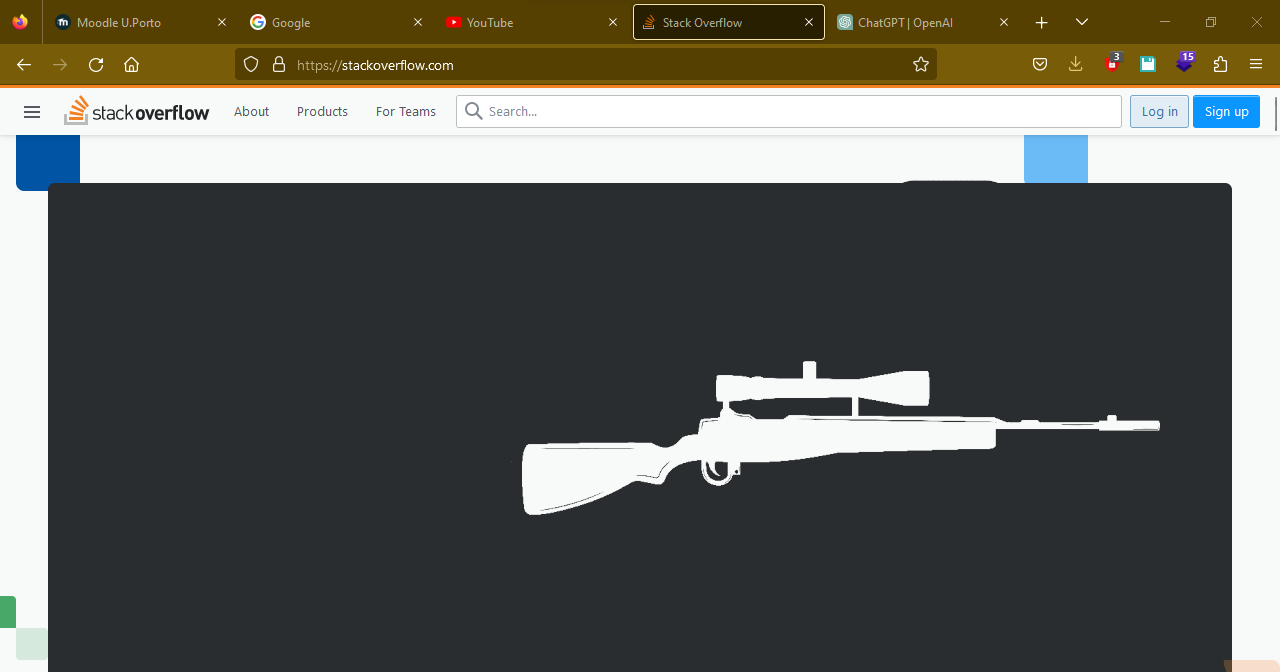 Moodle U.Porto
Google
YouTube
Stack Overflow
ChatGPT | OpenAI
https://stackoverflow.com
3
15
stackoverflow
About
Products
For Teams
Search...
Log in
Sign up